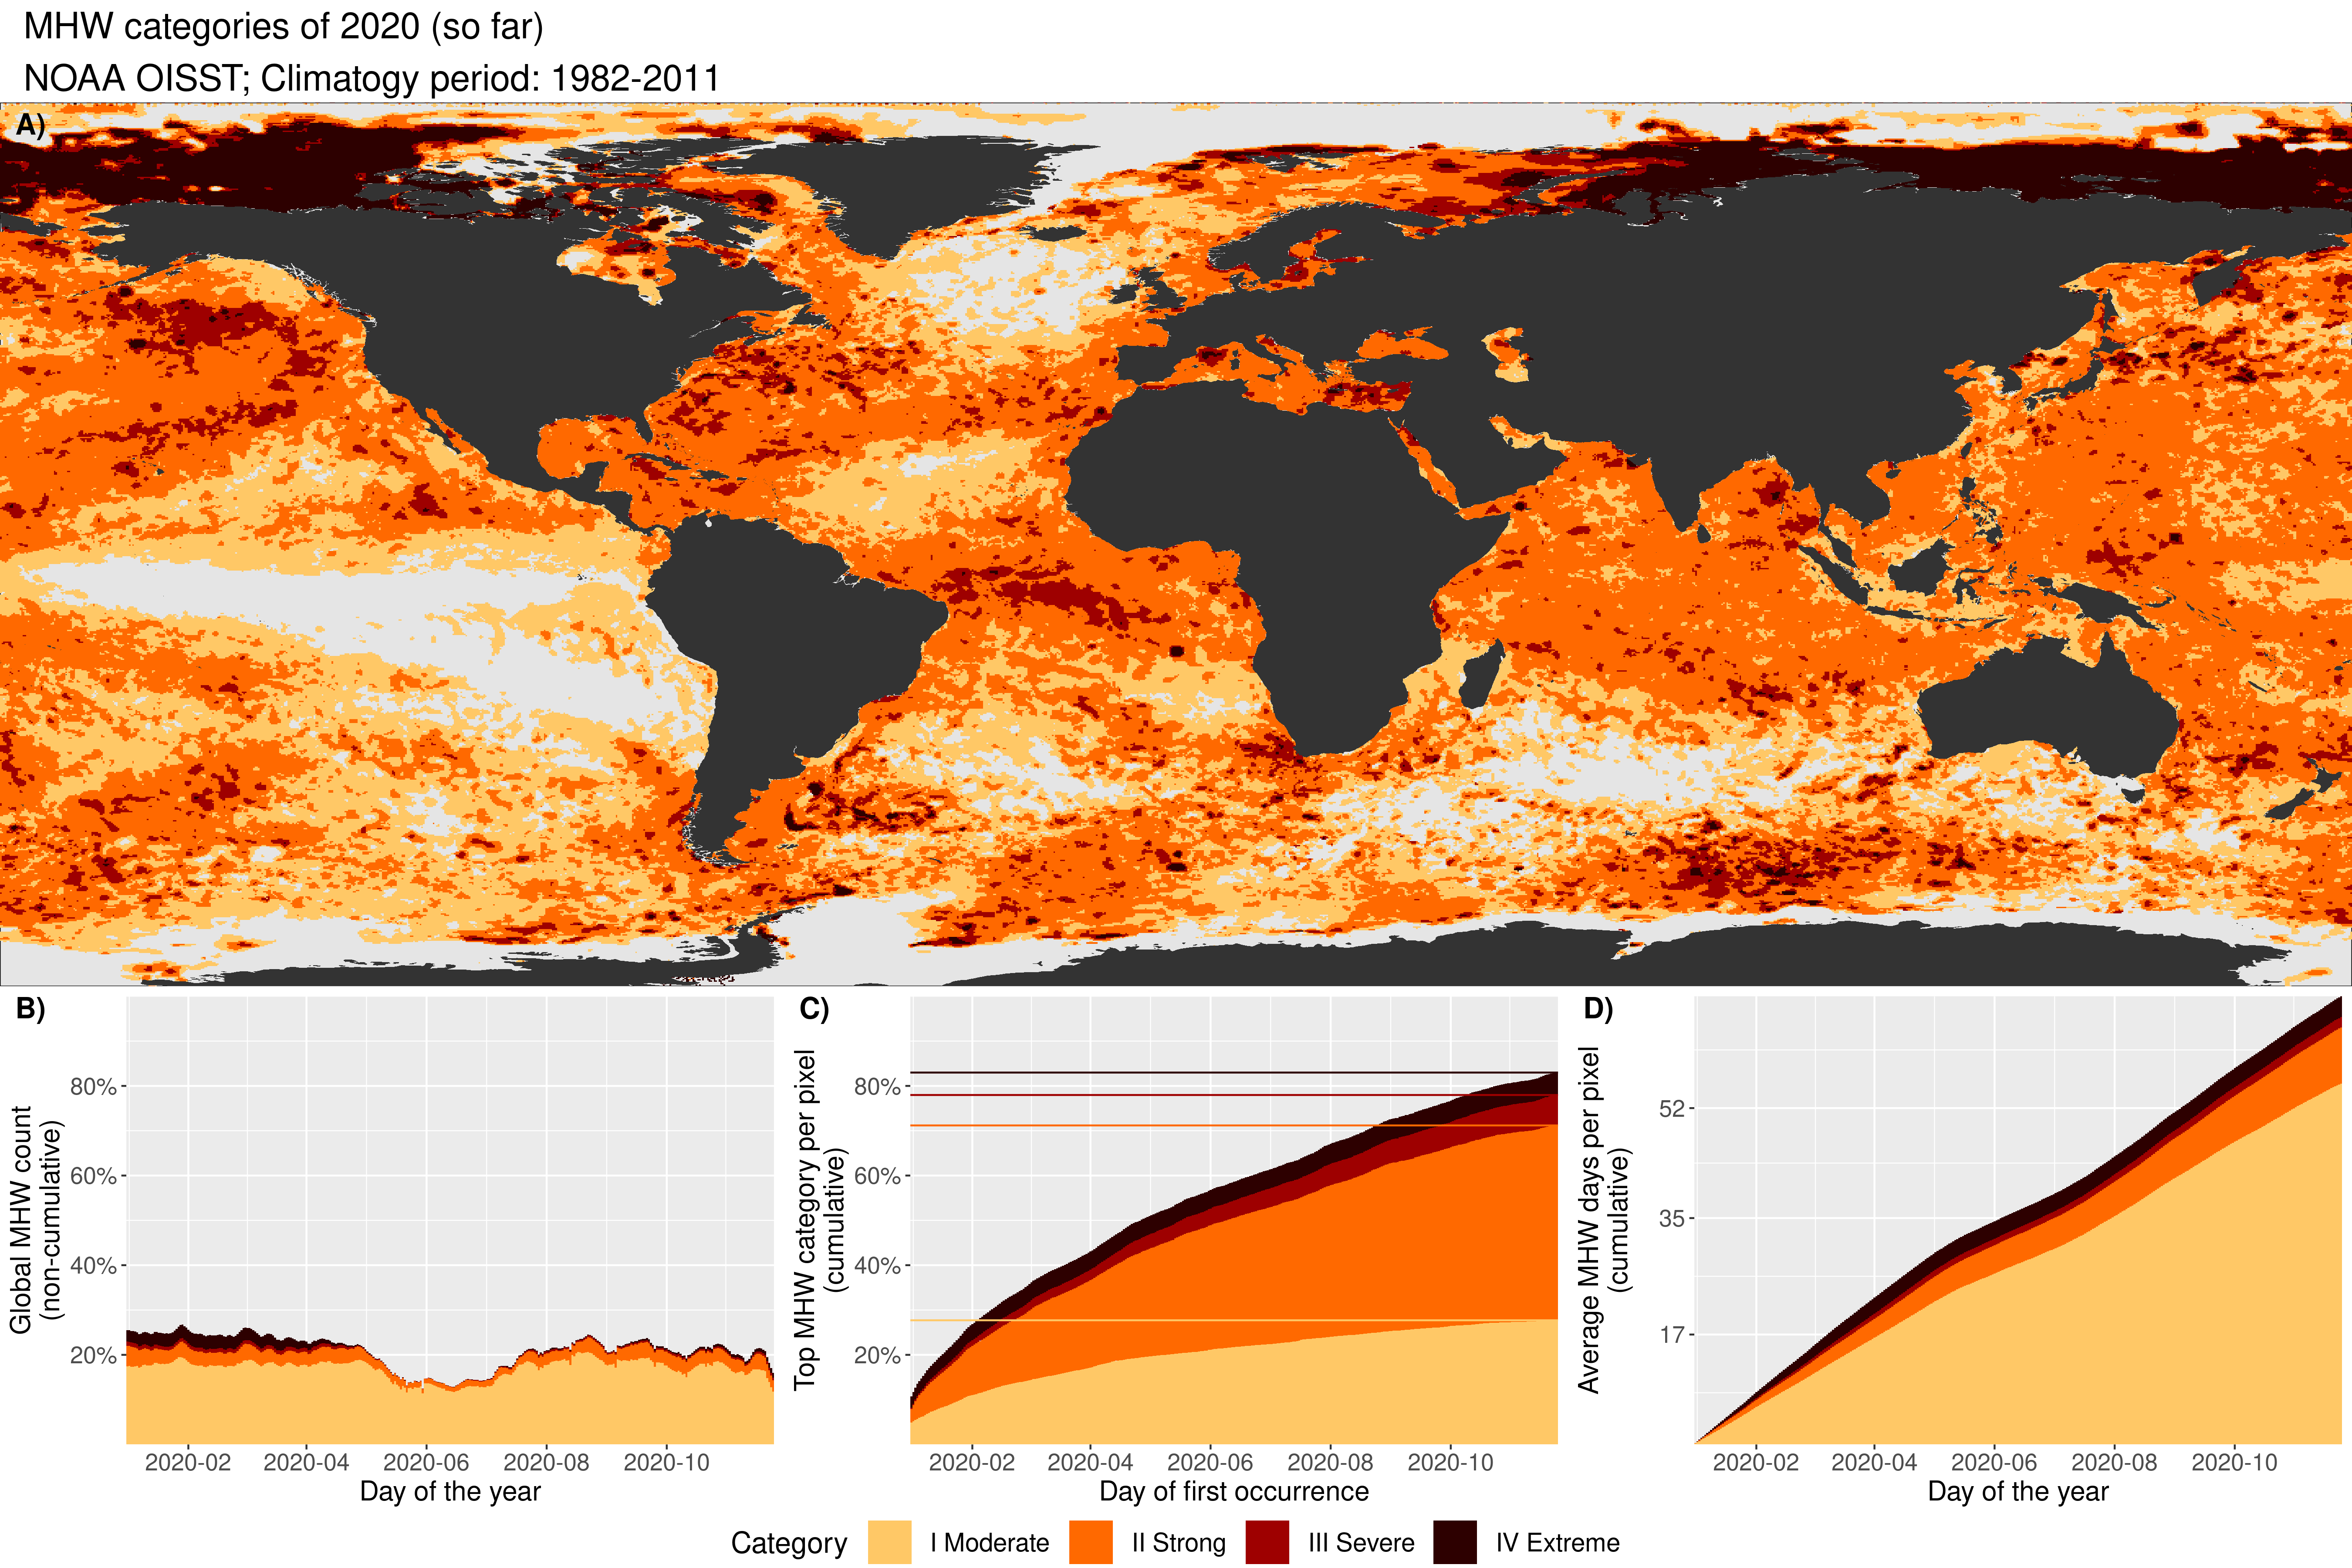 MHW categories of 2020 (so far)
NOAA OISST; Climatogy period: 1982-2011
A)
B)
Global MHW count
(non-cumulative)
80%
60%
40%
20%
2020-02 2020-04 2020-06 2020-08 2020-10
Day of the year
C)
Top MHW category per pixel
(cumulative)
80%
60%
40%
20%
2020-02 2020-04 2020-06 2020-08 2020-10
Day of first occurrence
D)
Average MHW days per pixel
(cumulative)
52
35
17
2020-02 2020-04 2020-06 2020-08 2020-10
Day of the year
Category I Moderate II Strong III Severe IV Extreme